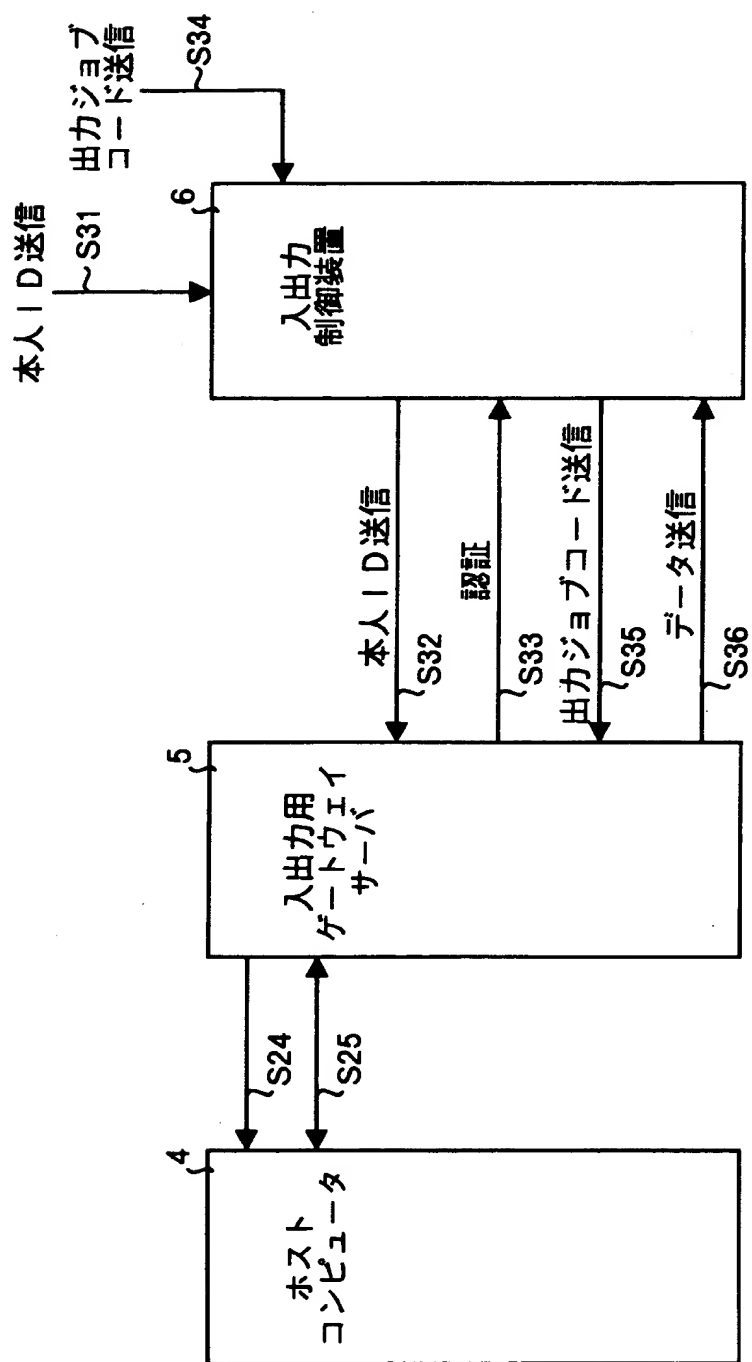 4
ホスト
コンピュータ
S24
S25
5
入出力用
ゲートウェイ
サーバ
本人ID送信
S32
認証
S33
出力ジョブコード送信
S35
データ送信
S36
6
入出力
制御装置
本人ID送信
S31
出力ジョブ
コード送信
S34